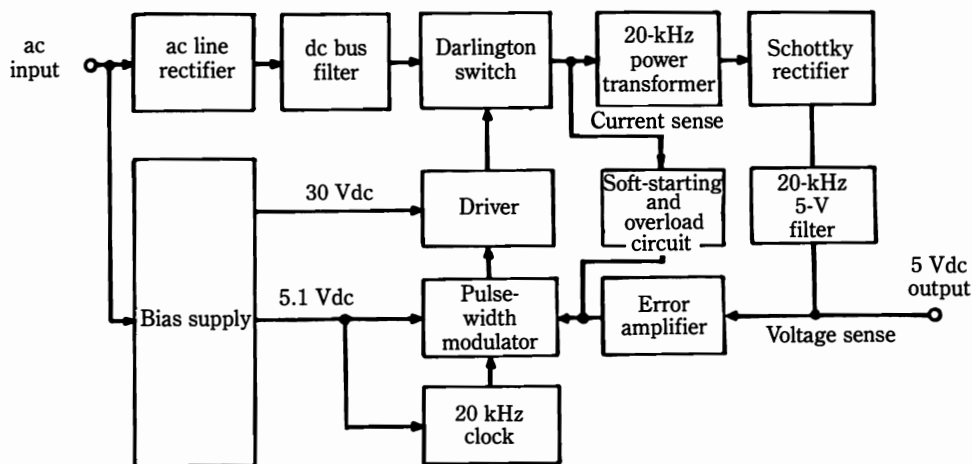 ac
input
ac line
rectifier
dc bus
filter
Darlington
switch
20-kHz
power
transformer
Schottky
rectifier
Current sense
30 Vdc
Driver
Soft-starting
and
overload
circuit
20-kHz
5-V
filter
5 Vdc
output
Bias supply
5.1 Vdc
Pulse-
width
modulator
Error
amplifier
Voltage sense
20 kHz
clock